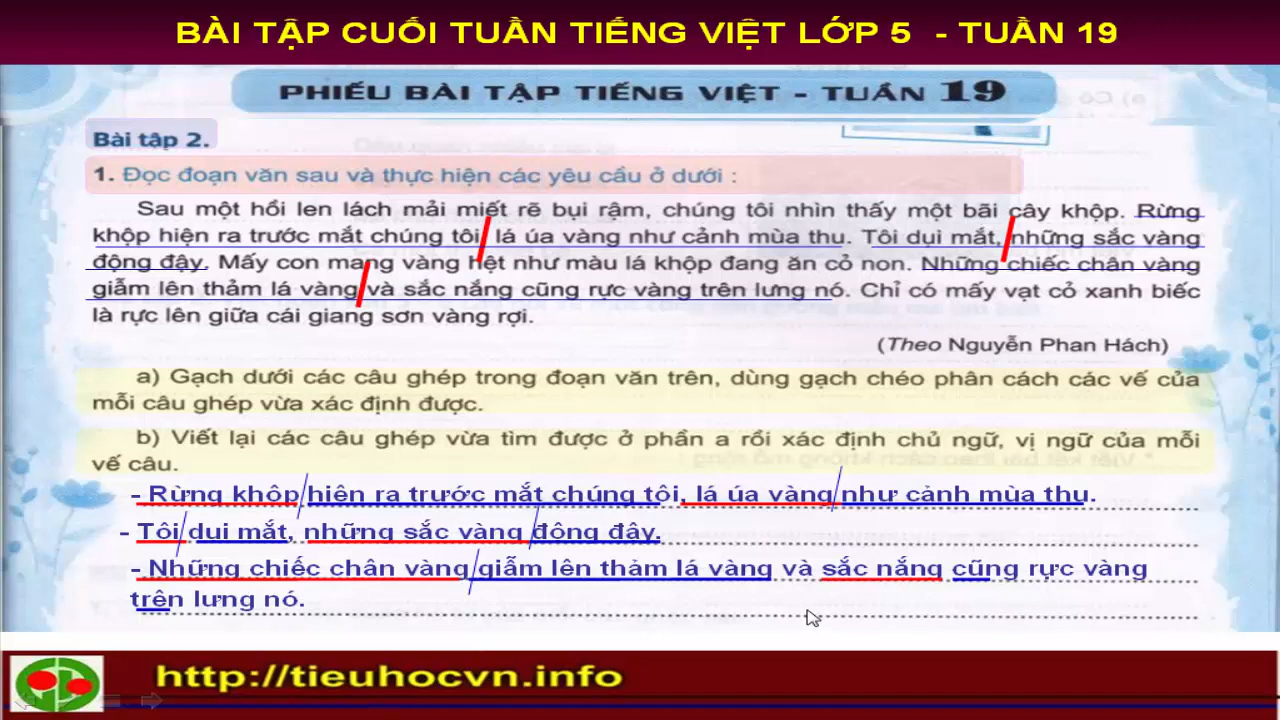 BÀI TẬP CUỐI TUẦN TIẾNG VIỆT LỚP 5 - TUẦN 19
PHIẾU BÀI TẬP TIẾNG VIỆT - TUẦN 19
Bài tập 2.
1. Đọc đoạn văn sau và thực hiện các yêu cầu ở dưới :
Sau một hồi len lách mải miết rẽ bụi rậm, chúng tôi nhìn thấy một bãi cây khộp. Rừng
khộp hiện ra trước mắt chúng tôi, lá úa vàng như cảnh mùa thu. Tôi dụi mắt, những sắc vàng
động đậy. Mấy con mang vàng hệt như màu lá khộp đang ăn cỏ non. Những chiếc chân vàng
giẫm lên thảm lá vàng và sắc nắng cũng rực vàng trên lưng nó. Chỉ có mấy vạt cỏ xanh biếc
là rực lên giữa cái giang sơn vàng rợi.
(Theo Nguyễn Phan Hách)
a) Gạch dưới các câu ghép trong đoạn văn trên, dùng gạch chéo phân cách các vế của
mỗi câu ghép vừa xác định được.
b) Viết lại các câu ghép vừa tìm được ở phần a rồi xác định chủ ngữ, vị ngữ của mỗi
vế câu.
- Rừng khộp hiện ra trước mắt chúng tôi, lá úa vàng như cảnh mùa thu.
- Tôi dụi mắt, những sắc vàng động đậy.
- Những chiếc chân vàng giẫm lên thảm lá vàng và sắc nắng cũng rực vàng
trên lưng nó.
http://tieuhocvn.info